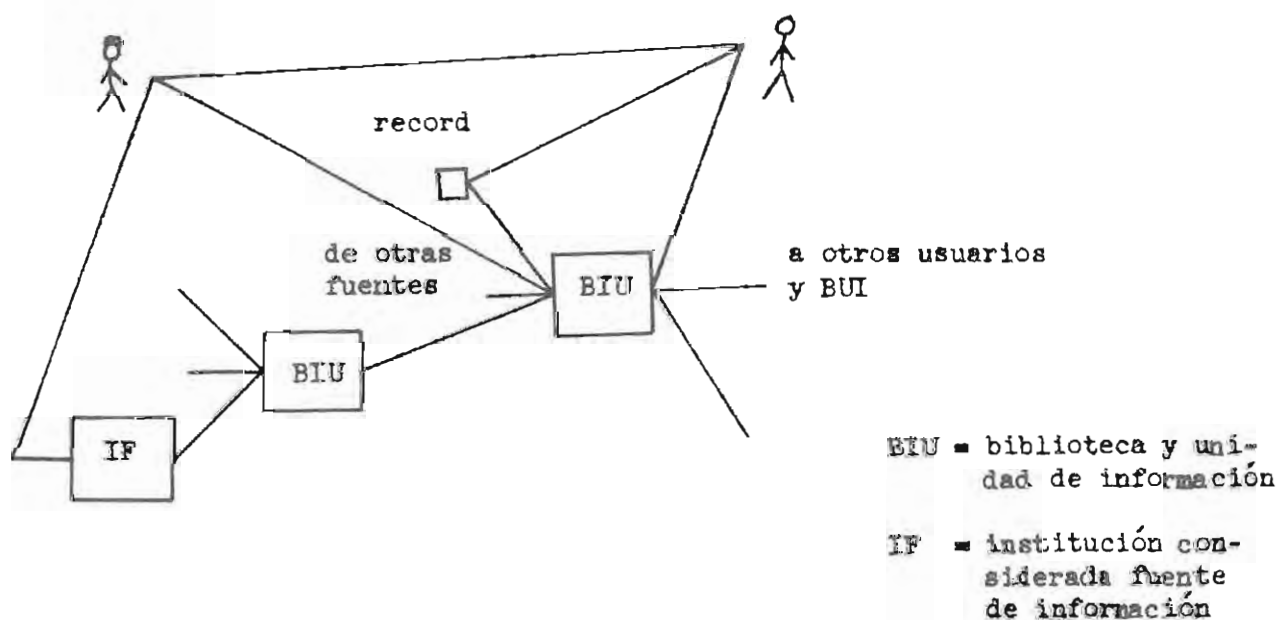 record
de otras
fuentes
BIU
a otros usuarios
y BUI
BIU
IF
BIU = biblioteca y uni-
dad de información
IF = institución con-
siderada fuente
de información